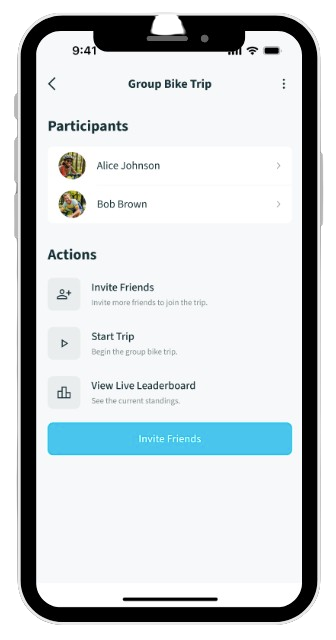 9:41
Group Bike Trip
Participants
Alice Johnson
Bob Brown
Actions
Invite Friends
Invite more friends to join the trip.
Start Trip
Begin the group bike trip.
View Live Leaderboard
See the current standings.
Invite Friends